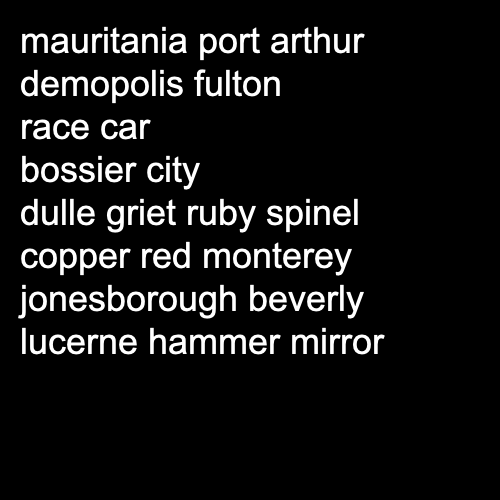 mauritania port arthur
demopolis fulton
race car
bossier city
dulle griet ruby spinel
copper red monterey
jonesborough beverly
lucerne hammer mirror